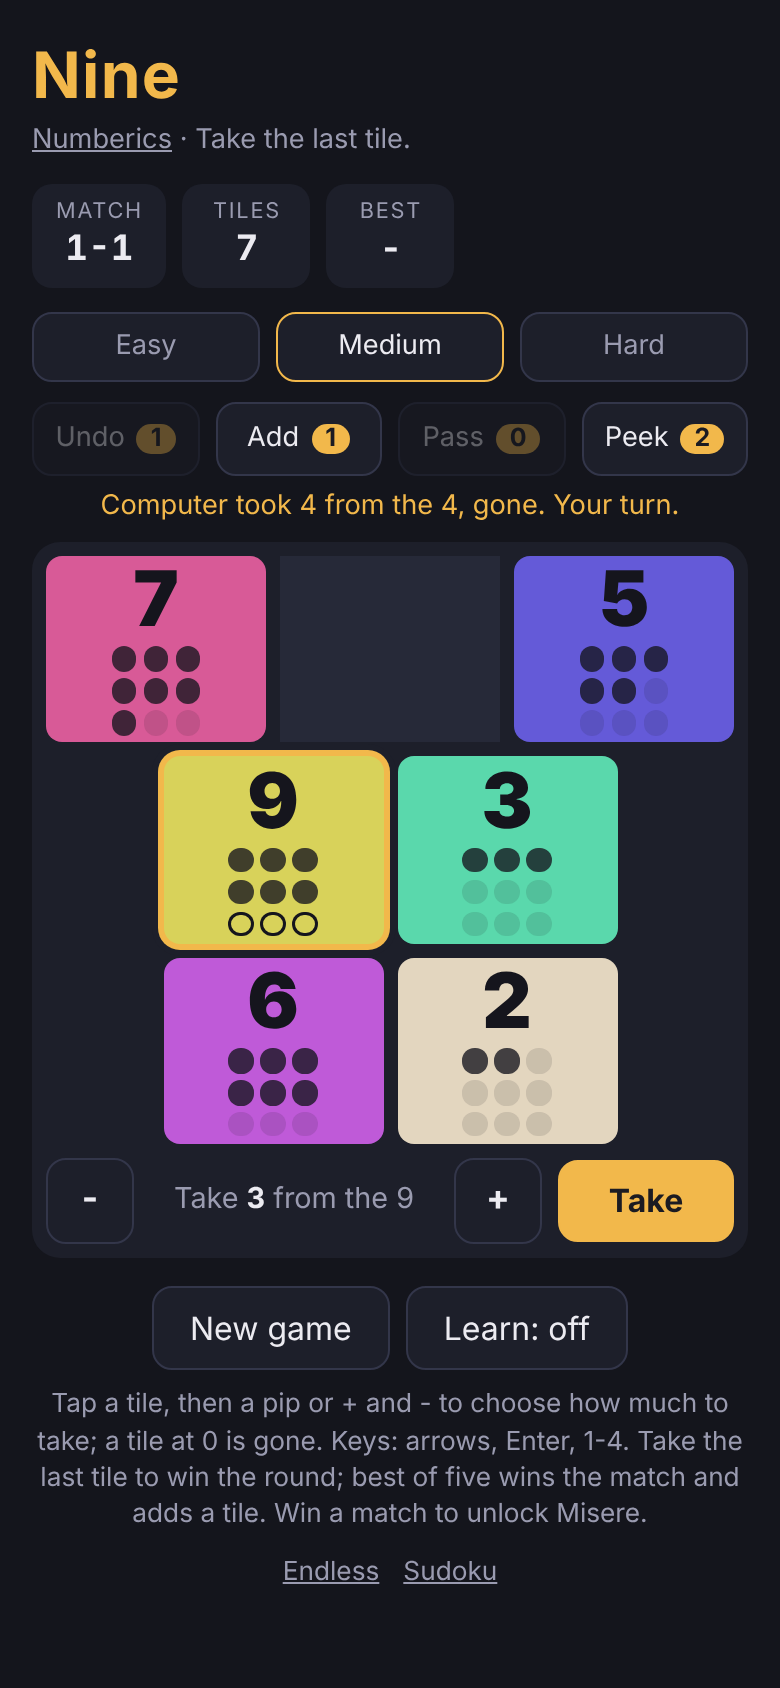 Nine
Numberics · Take the last tile.
MATCH TILES BEST
1-1 7 -
Easy Medium Hard
Undo 1 Add 1 Pass 0 Peek 2
Computer took 4 from the 4, gone. Your turn.
7 5
9 3
6 2
- Take 3 from the 9 + Take
New game Learn: off
Tap a tile, then a pip or + and - to choose how much to
take; a tile at 0 is gone. Keys: arrows, Enter, 1-4. Take the
last tile to win the round; best of five wins the match and
adds a tile. Win a match to unlock Misere.
Endless Sudoku